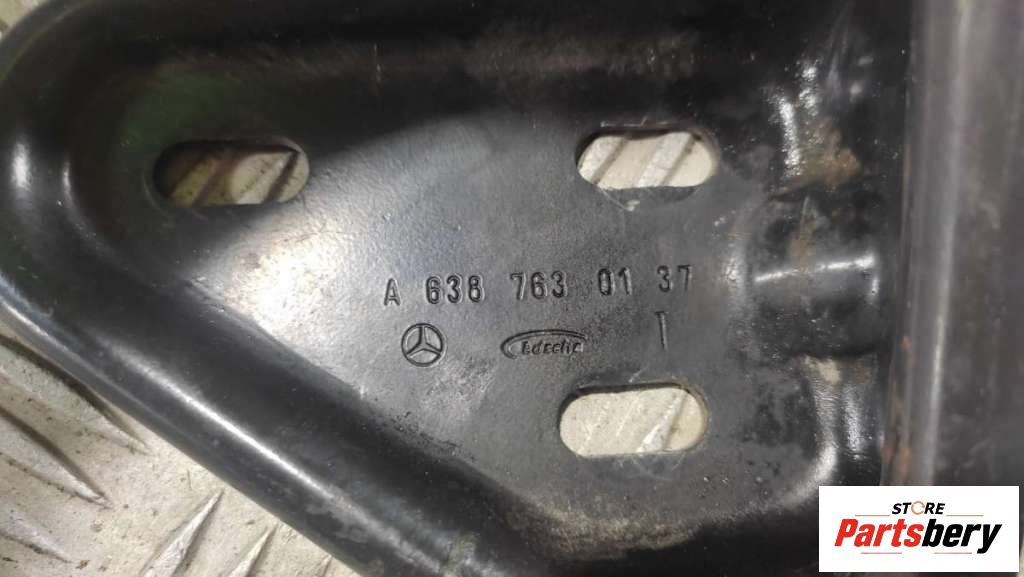 A 638 763 01 37
Edscha
STORE
Partsbery